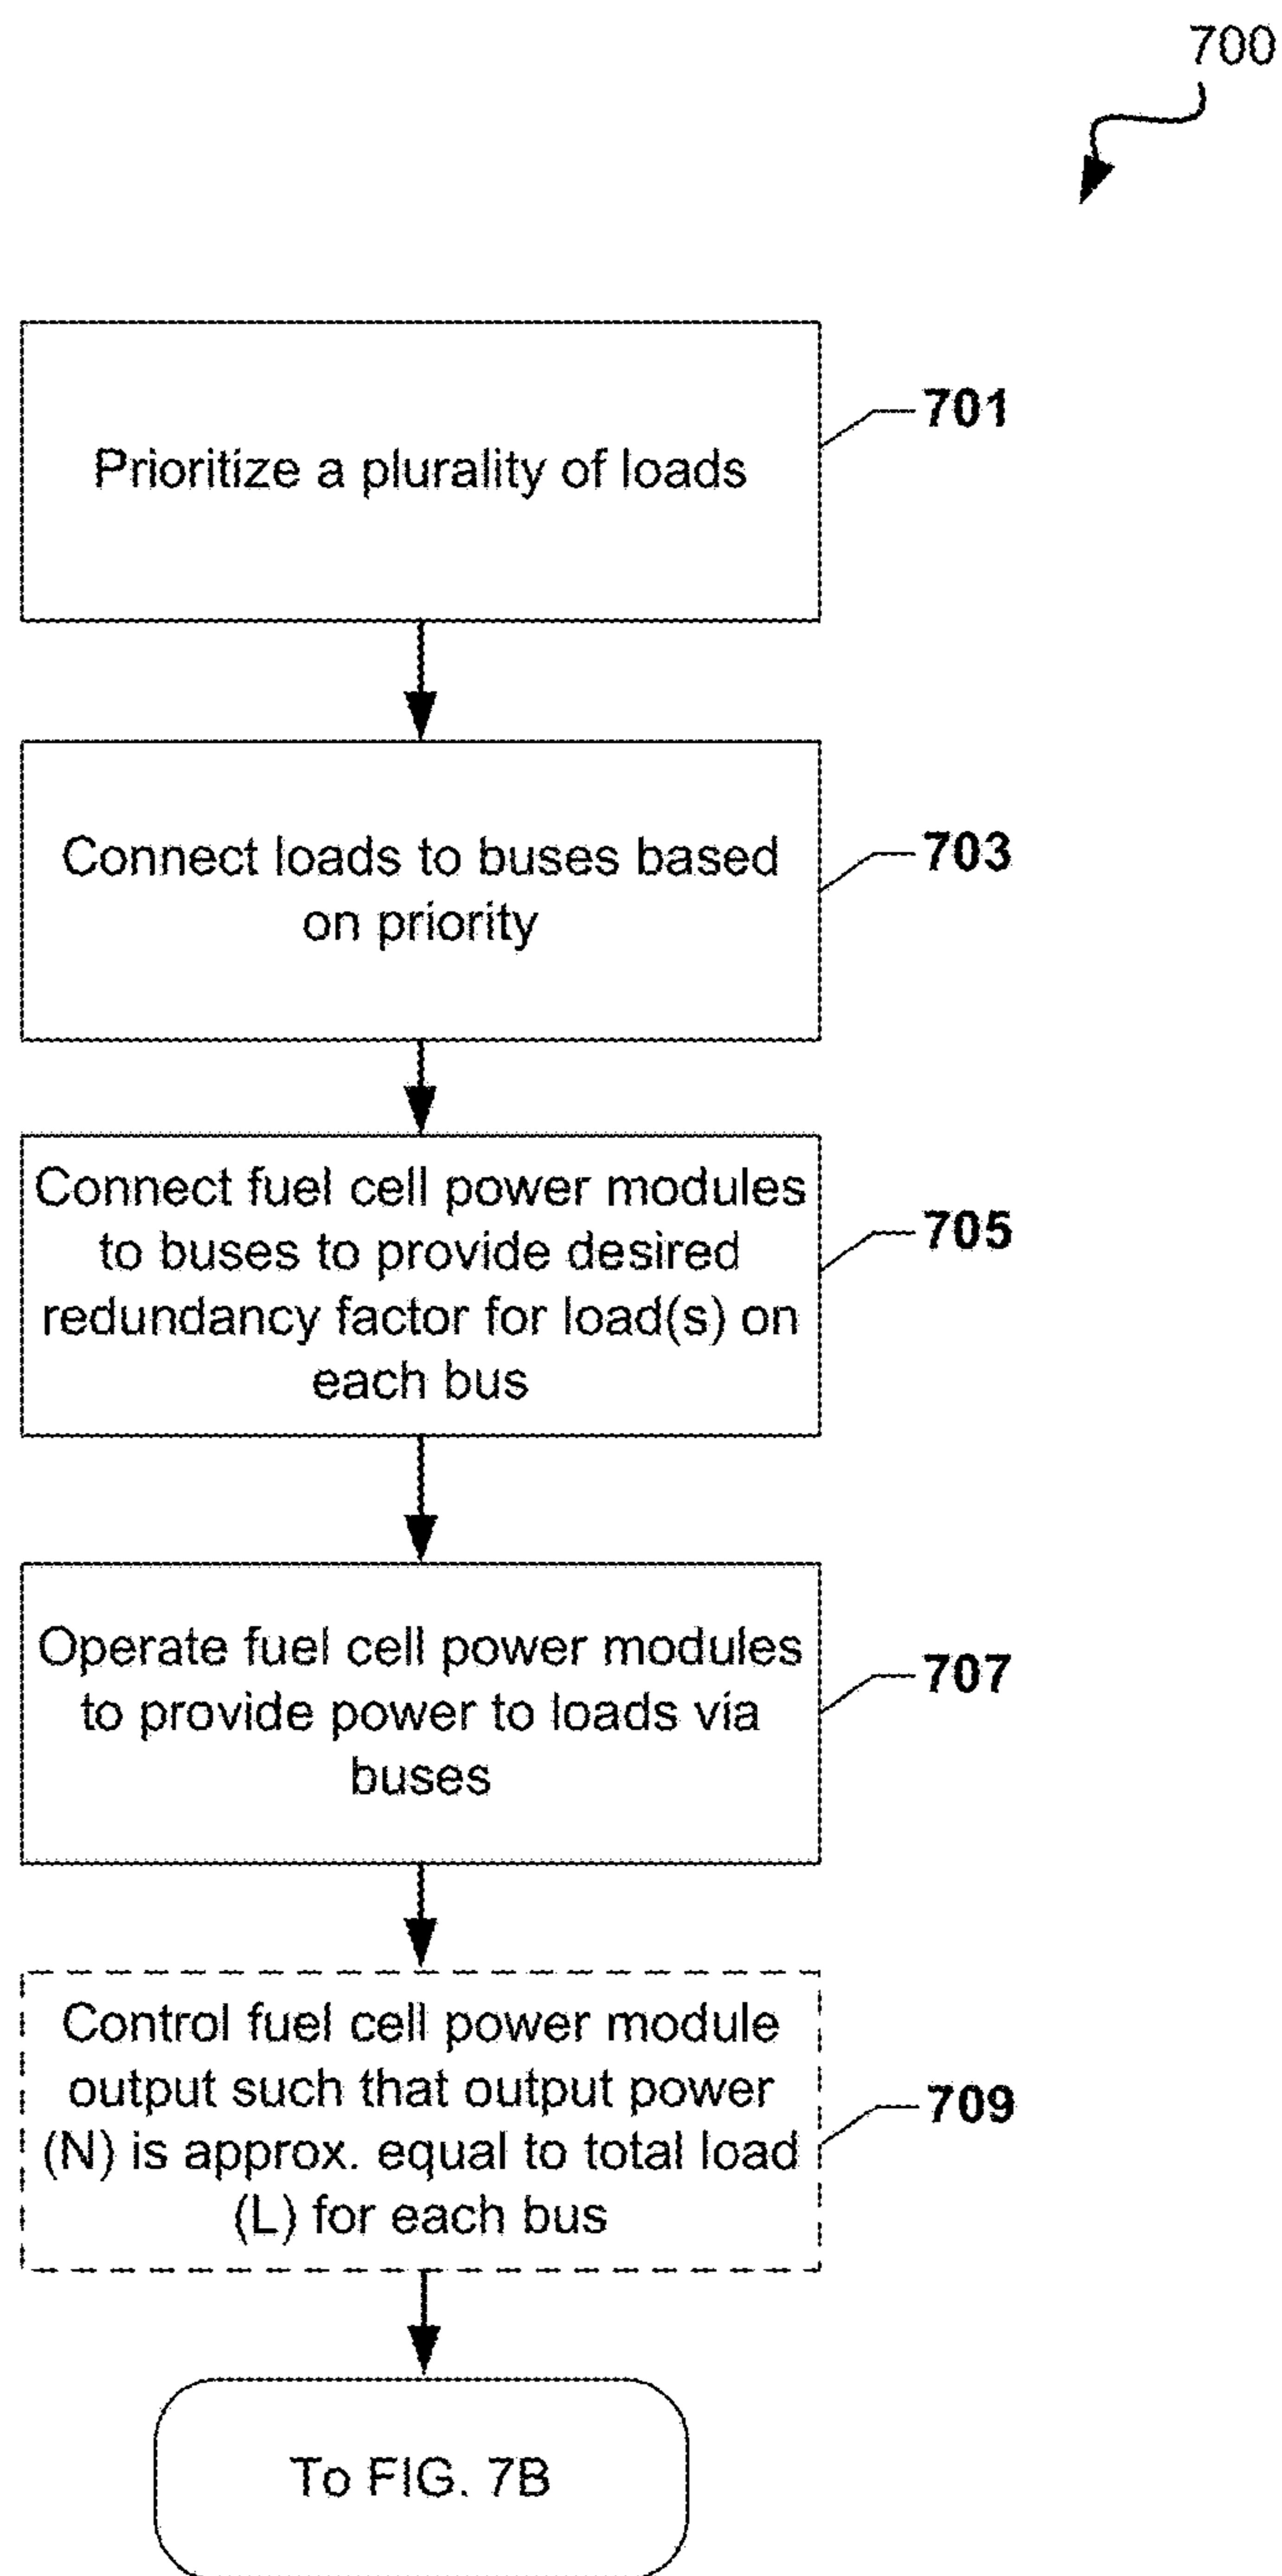 700
Prioritize a plurality of loads
701
Connect loads to buses based
on priority
703
Connect fuel cell power modules
to buses to provide desired
redundancy factor for load(s) on
each bus
705
Operate fuel cell power modules
to provide power to loads via
buses
707
Control fuel cell power module
output such that output power
(N) is approx. equal to total load
(L) for each bus
709
To FIG. 7B